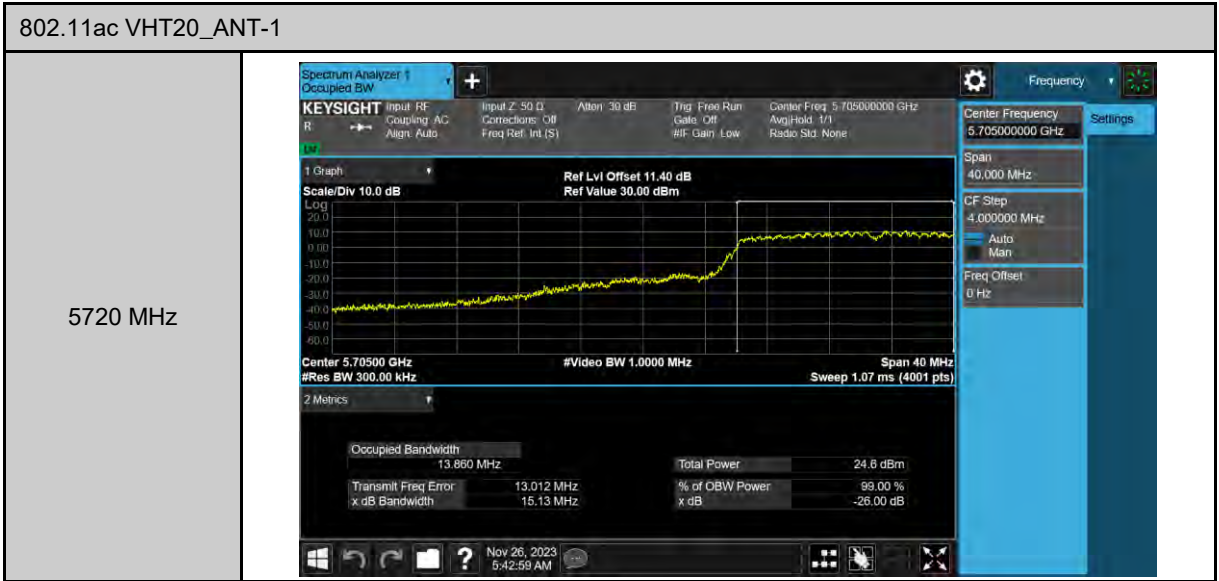 802.11ac VHT20_ANT-1
5720 MHz
Spectrum Analyzer 1
Occupied BW
Frequency
KEYSIGHT Input: RF
Input Z: 50 Ω
Atten: 30 dB
Trig: Free Run
Center Freq: 5.705000000 GHz
R
Coupling: AC
Corrections: Off
Gate: Off
Avg|Hold: 1/1
Align: Auto
Freq Ref: Int (S)
#IF Gain: Low
Radio Std: None
Center Frequency
5.705000000 GHz
Settings
Span
40.000 MHz
CF Step
4.000000 MHz
Auto
Man
Freq Offset
0 Hz
1 Graph
Ref Lvl Offset 11.40 dB
Scale/Div 10.0 dB
Ref Value 30.00 dBm
Log
20.0
10.0
0.00
-10.0
-20.0
-30.0
-40.0
-50.0
-60.0
Center 5.70500 GHz
#Video BW 1.0000 MHz
Span 40 MHz
#Res BW 300.00 kHz
Sweep 1.07 ms (4001 pts)
2 Metrics
Occupied Bandwidth
13.860 MHz
Total Power
24.6 dBm
Transmit Freq Error
13.012 MHz
% of OBW Power
99.00 %
x dB Bandwidth
15.13 MHz
x dB
-26.00 dB
?
Nov 26, 2023
5:42:59 AM